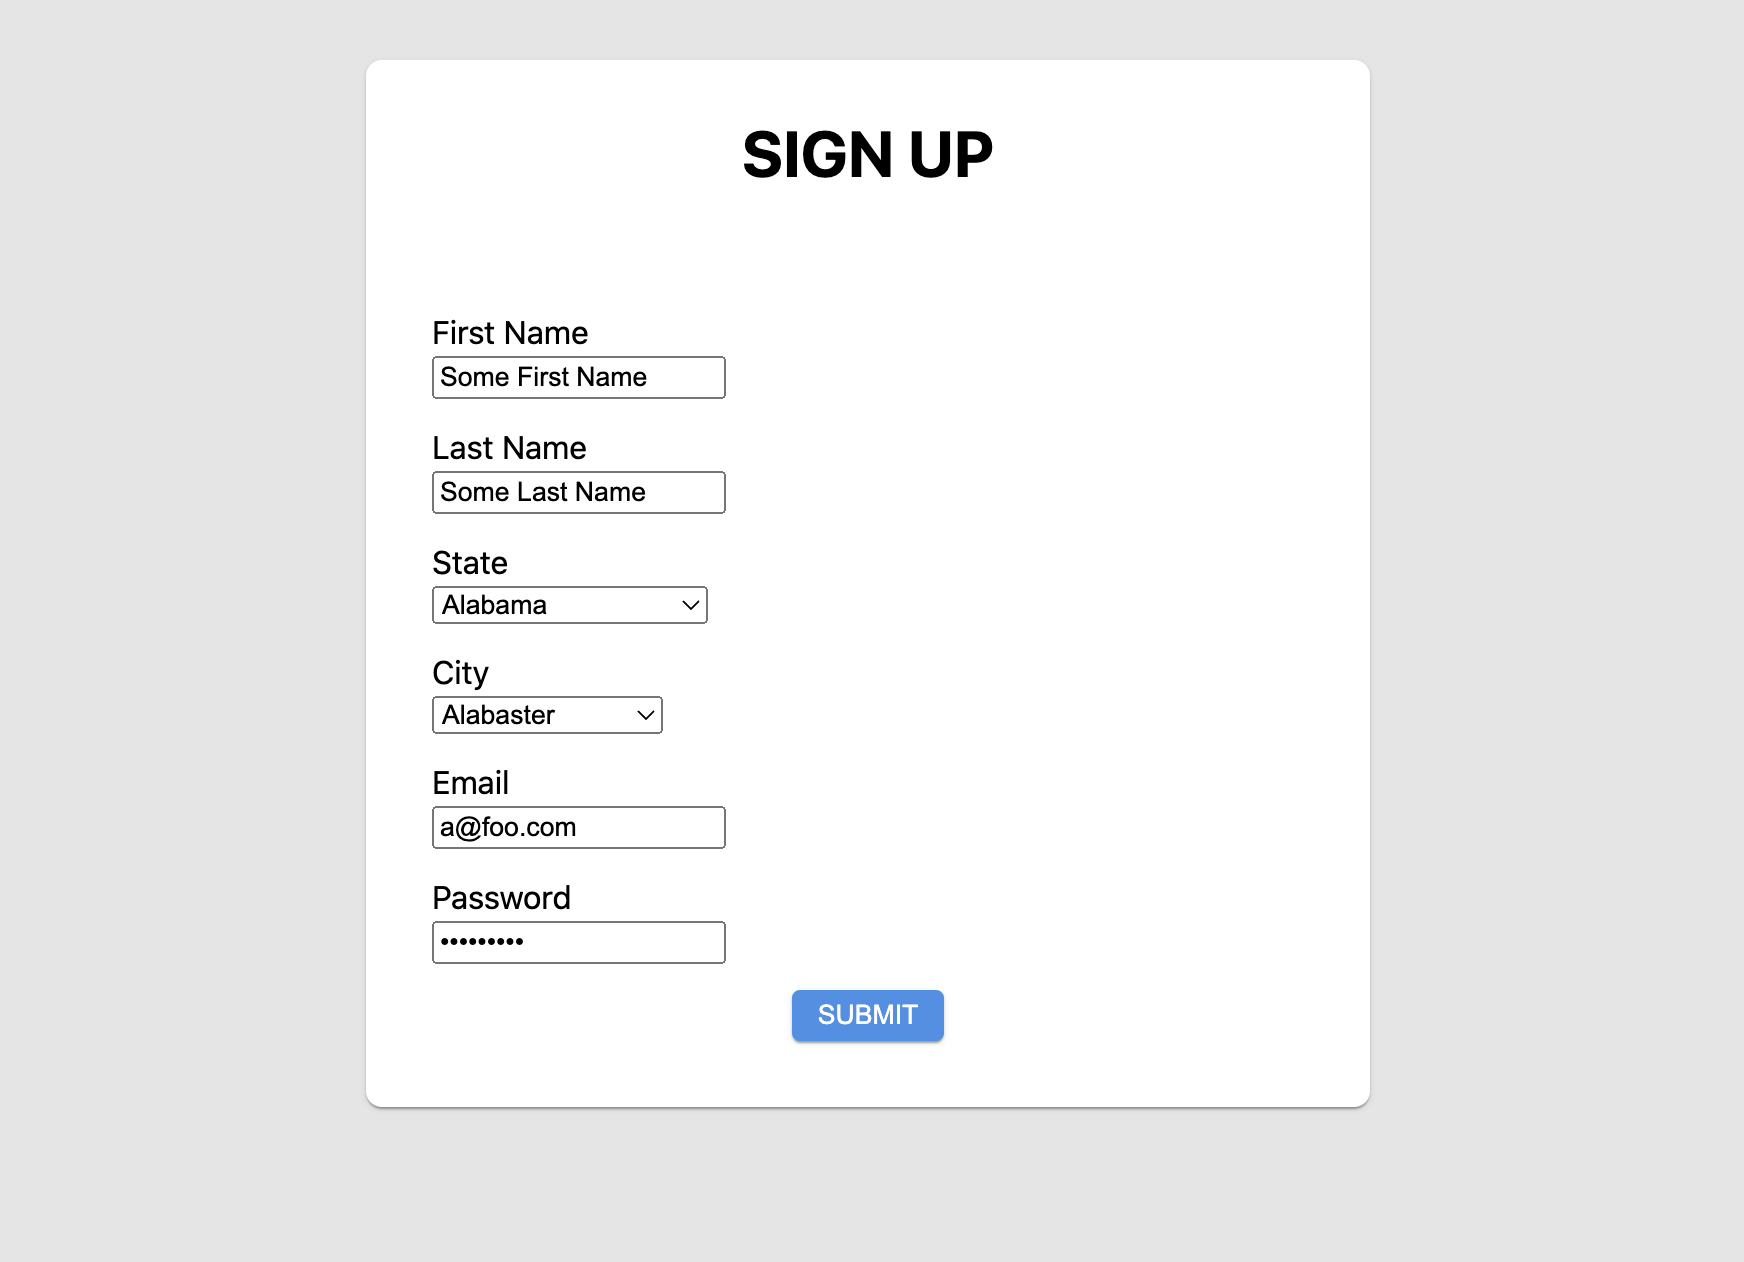 SIGN UP
First Name
Some First Name
Last Name
Some Last Name
State
Alabama
City
Alabaster
Email
a@foo.com
Password
•••••••••
SUBMIT